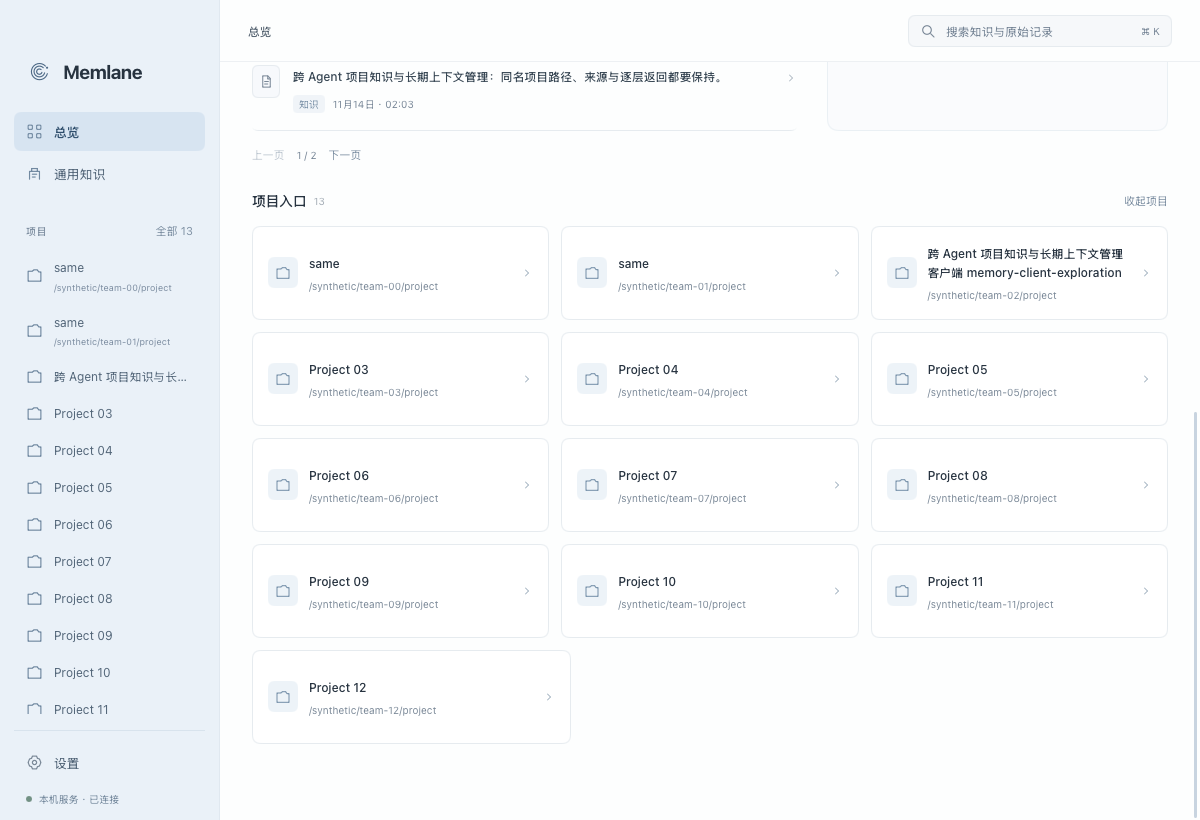 Memlane
总览
通用知识
项目
全部 13
same
/synthetic/team-00/project
same
/synthetic/team-01/project
跨 Agent 项目知识与长...
Project 03
Project 04
Project 05
Project 06
Project 07
Project 08
Project 09
Project 10
Project 11
设置
本机服务 · 已连接
总览
搜索知识与原始记录
⌘ K
跨 Agent 项目知识与长期上下文管理：同名项目路径、来源与逐层返回都要保持。
知识
11月14日 · 02:03
上一页
1 / 2
下一页
项目入口 13
收起项目
same
/synthetic/team-00/project
same
/synthetic/team-01/project
跨 Agent 项目知识与长期上下文管理
客户端 memory-client-exploration
/synthetic/team-02/project
Project 03
/synthetic/team-03/project
Project 04
/synthetic/team-04/project
Project 05
/synthetic/team-05/project
Project 06
/synthetic/team-06/project
Project 07
/synthetic/team-07/project
Project 08
/synthetic/team-08/project
Project 09
/synthetic/team-09/project
Project 10
/synthetic/team-10/project
Project 11
/synthetic/team-11/project
Project 12
/synthetic/team-12/project